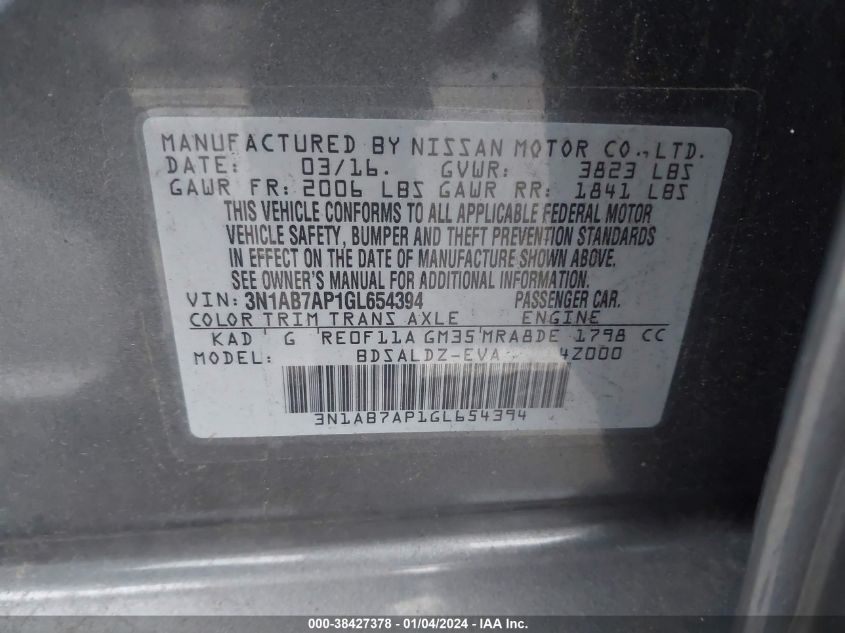 MANUFACTURED BY NISSAN MOTOR CO., LTD.
DATE: 03/16. GVWR: 3823 LBS
GAWR FR: 2006 LBS GAWR RR: 1841 LBS
THIS VEHICLE CONFORMS TO ALL APPLICABLE FEDERAL MOTOR
VEHICLE SAFETY, BUMPER AND THEFT PREVENTION STANDARDS
IN EFFECT ON THE DATE OF MANUFACTURE SHOWN ABOVE.
SEE OWNER'S MANUAL FOR ADDITIONAL INFORMATION.
VIN: 3N1AB7AP1GL654394 PASSENGER CAR.
COLOR TRIM TRANS AXLE ENGINE
KAD G RE0F11A GM35 MRA8DE 1798 CC
MODEL: BDSALDZ-EVA 4Z000
3N1AB7AP1GL654394
000-38427378 - 01/04/2024 - IAA Inc.